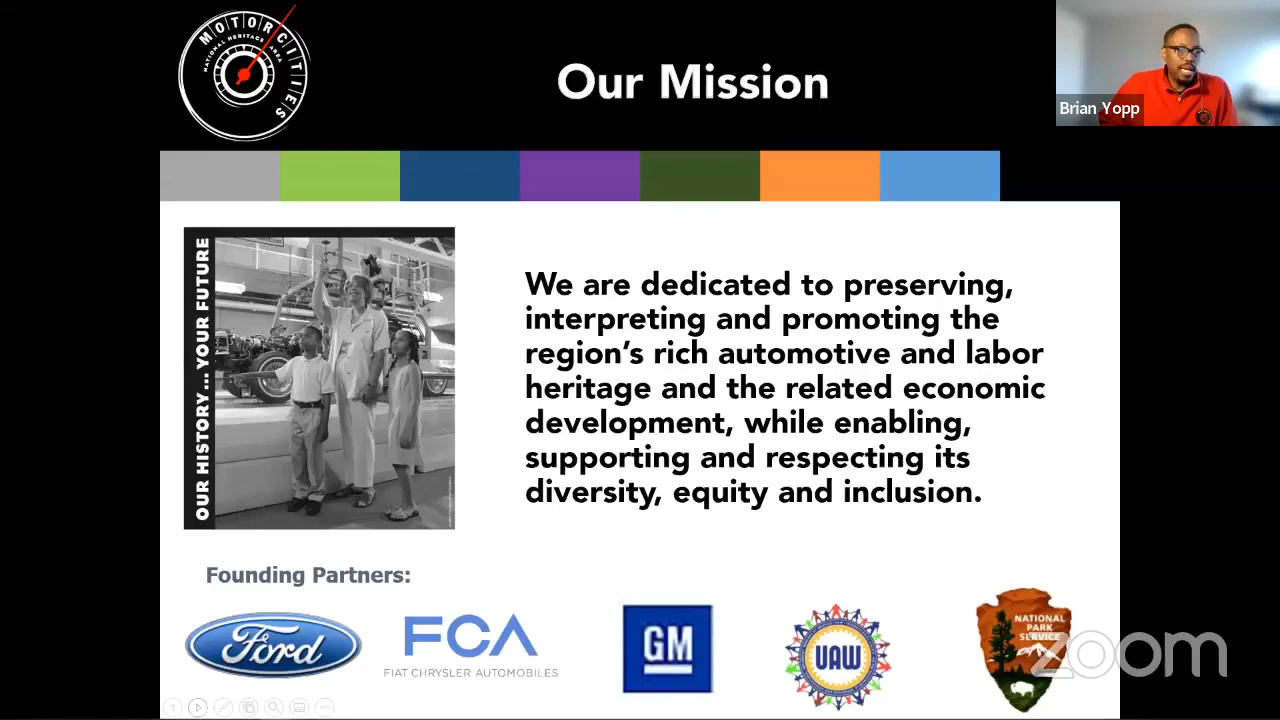 MOTORCITIES
NATIONAL HERITAGE AREA
Our Mission
Brian Yopp
OUR HISTORY... YOUR FUTURE
We are dedicated to preserving,
interpreting and promoting the
region's rich automotive and labor
heritage and the related economic
development, while enabling,
supporting and respecting its
diversity, equity and inclusion.
Founding Partners:
Ford
FCA
FIAT CHRYSLER AUTOMOBILES
GM
UAW
NATIONAL
PARK
SERVICE
zoom